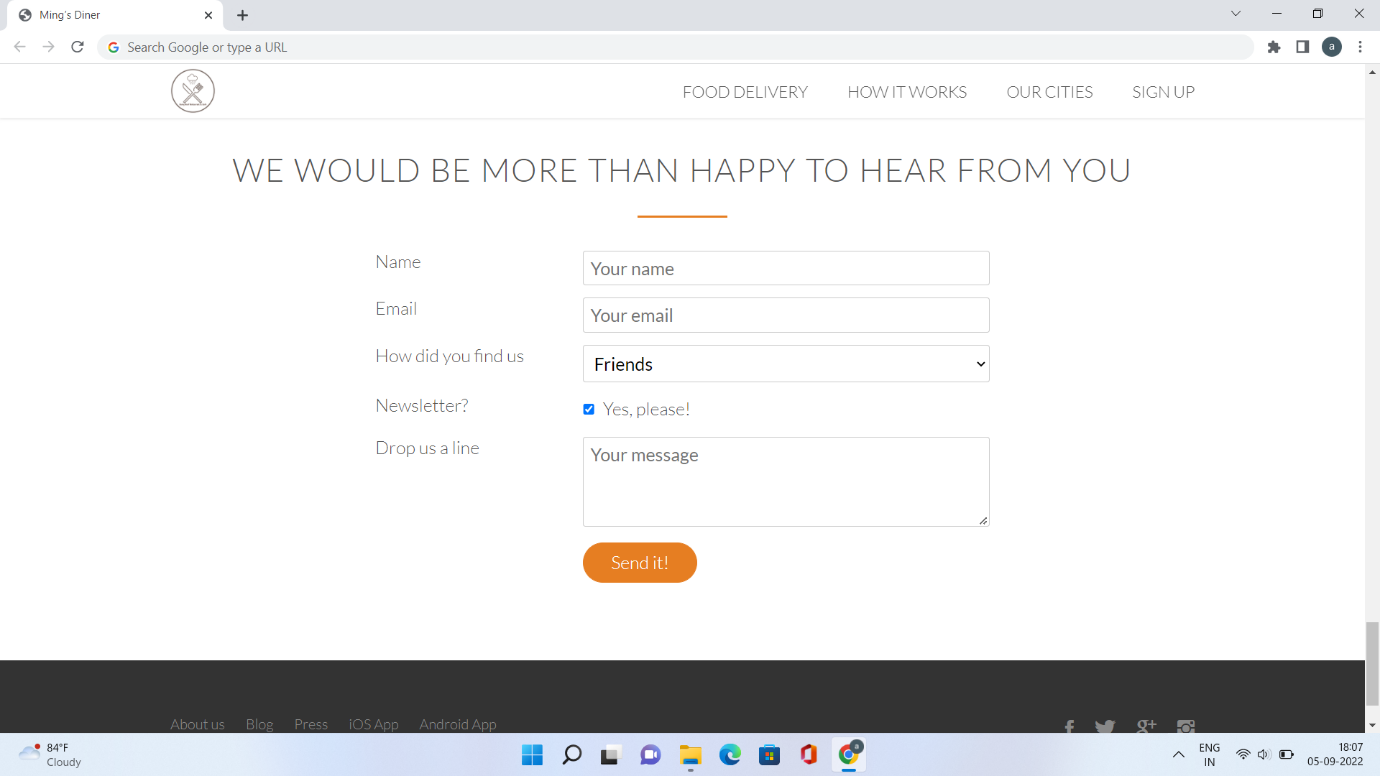 Ming's Diner
Search Google or type a URL
a
FOOD DELIVERY HOW IT WORKS OUR CITIES SIGN UP
WE WOULD BE MORE THAN HAPPY TO HEAR FROM YOU
Name Your name
Email Your email
How did you find us Friends
Newsletter? Yes, please!
Drop us a line Your message
Send it!
About us Blog Press iOS App Android App
84°F
Cloudy
a
ENG
IN
18:07
05-09-2022